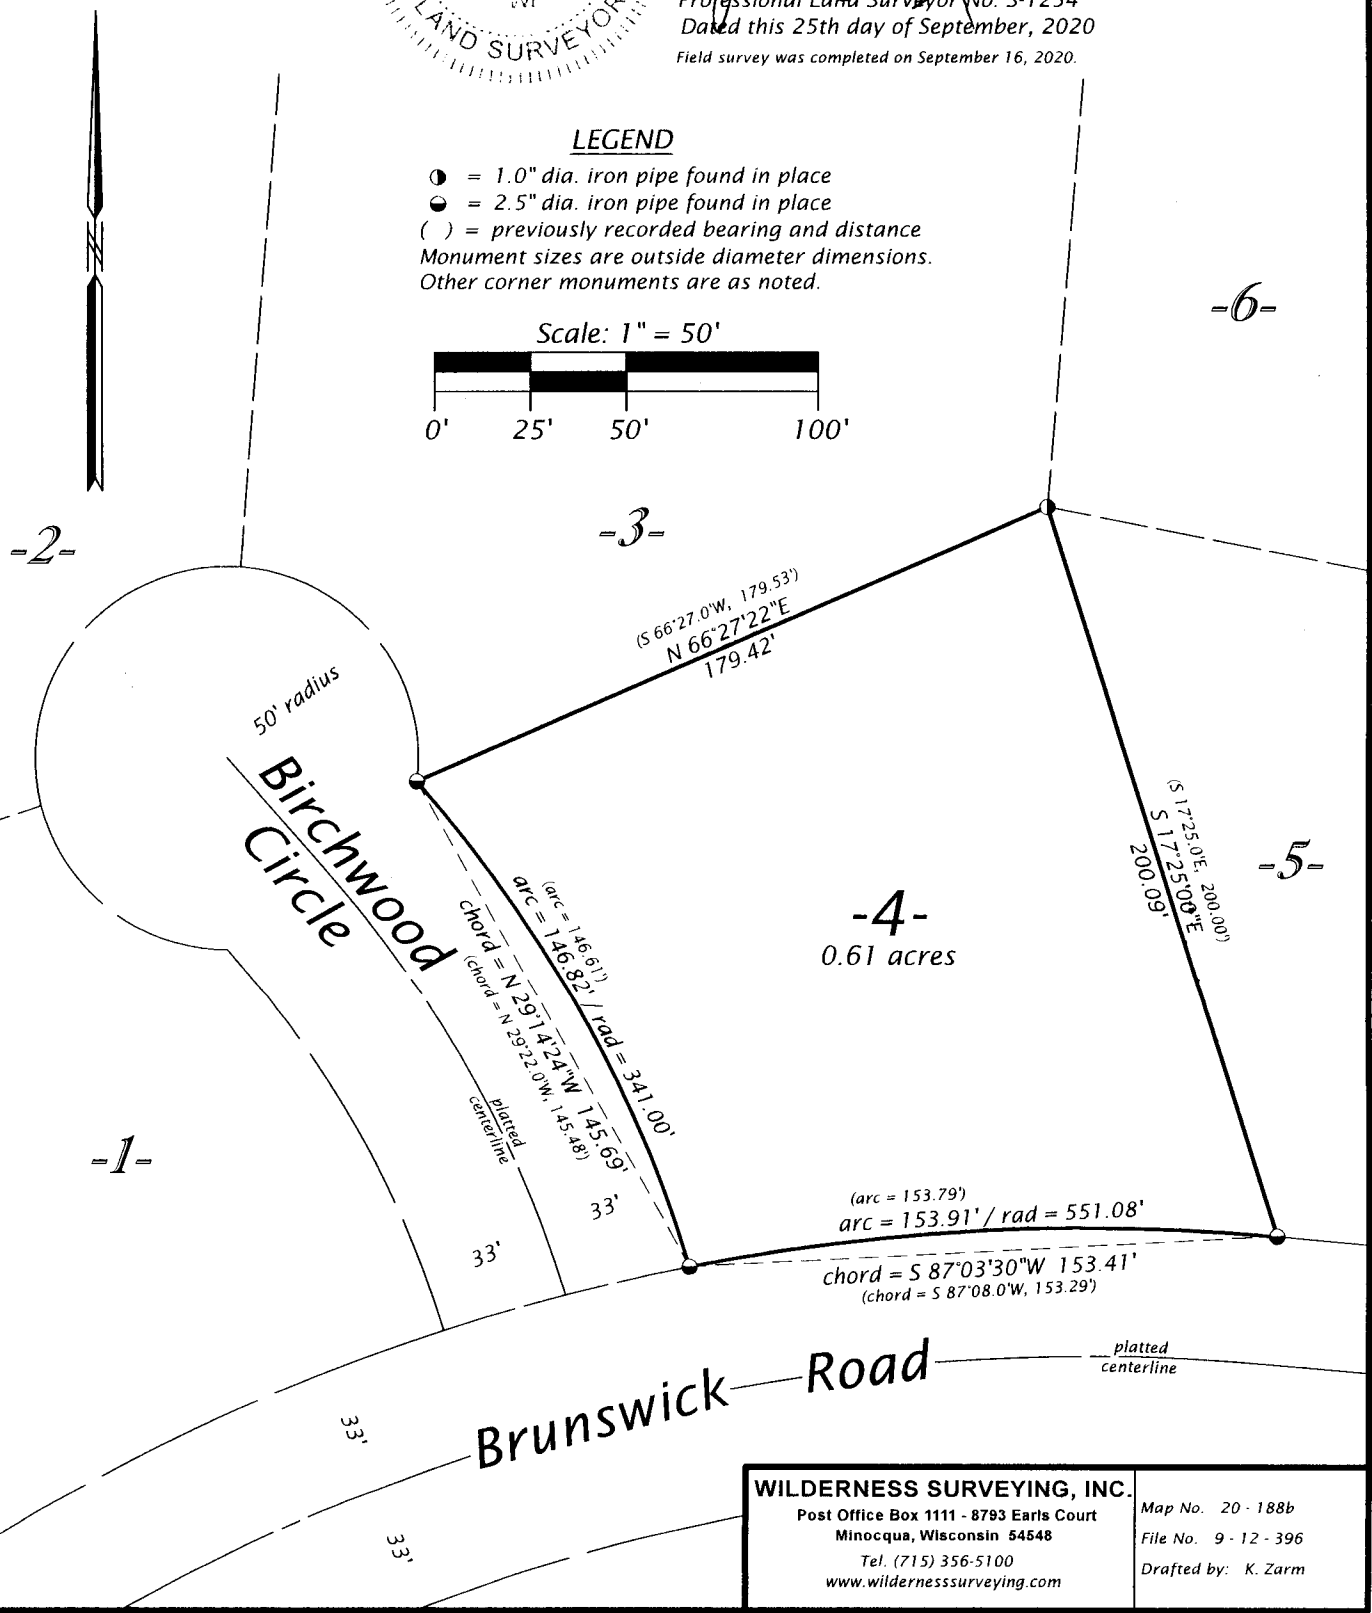 LAND SURVEYOR
Professional Land Surveyor No. S-1254
Dated this 25th day of September, 2020
Field survey was completed on September 16, 2020.
LEGEND
= 1.0" dia. iron pipe found in place
= 2.5" dia. iron pipe found in place
( ) = previously recorded bearing and distance
Monument sizes are outside diameter dimensions.
Other corner monuments are as noted.
Scale: 1" = 50'
0' 25' 50' 100'
-6-
-2-
-3-
(S 66°27.0'W, 179.53')
N 66°27'22"E
179.42'
50' radius
Birchwood
Circle
(S 17°25.0'E, 200.00')
S 17°25'00"E
200.09'
-5-
-4-
0.61 acres
(arc = 146.61')
arc = 146.82' / rad = 341.00'
chord = N 29°14'24"W 145.69'
(chord = N 29°22.0'W, 145.48')
platted
centerline
-1-
33'
33'
(arc = 153.79')
arc = 153.91' / rad = 551.08'
chord = S 87°03'30"W 153.41'
(chord = S 87°08.0'W, 153.29')
platted
centerline
Brunswick Road
33'
33'
WILDERNESS SURVEYING, INC.
Post Office Box 1111 - 8793 Earls Court
Minocqua, Wisconsin 54548
Tel. (715) 356-5100
www.wildernesssurveying.com
Map No. 20 - 188b
File No. 9 - 12 - 396
Drafted by: K. Zarm